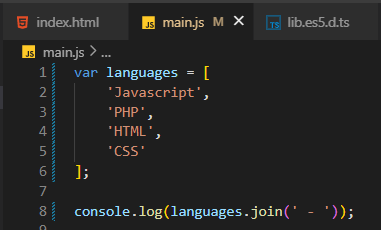 index.html main.js M lib.es5.d.ts
JS main.js > ...
1 var languages = [
2     'Javascript',
3     'PHP',
4     'HTML',
5     'CSS'
6 ];
7
8 console.log(languages.join(' - '));